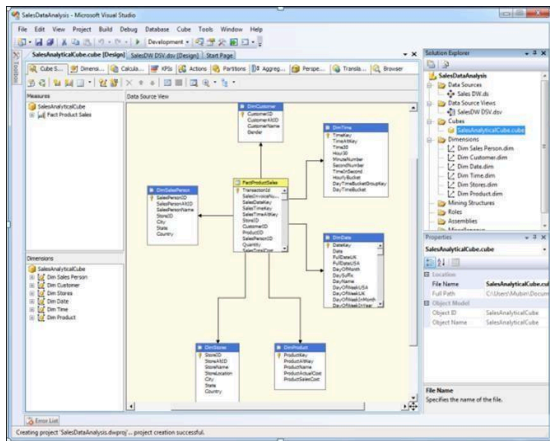 SalesDataAnalysis - Microsoft Visual Studio
File Edit View Project Build Debug Database Cube Tools Window Help
Development
SalesAnalyticalCube.cube [Design] SalesDW DSV.dsv [Design] Start Page
Cube S... Dimensi... Calcula... KPIs Actions Partitions Aggreg... Perspe... Transla... Browser
Measures
SalesAnalyticalCube
Fact Product Sales
Dimensions
SalesAnalyticalCube
Dim Sales Person
Dim Customer
Dim Stores
Dim Date
Dim Time
Dim Product
Data Source View
DimCustomer
CustomerID
CustomerAltID
CustomerName
Gender
DimTime
TimeKey
TimeAltKey
Time30
Hour30
MinuteNumber
SecondNumber
TimeInSecond
HourlyBucket
DayTimeBucketGroupKey
DayTimeBucket
DimSalesPerson
SalesPersonID
SalesPersonAltID
SalesPersonName
StoreID
City
State
Country
FactProductSales
TransactionId
SalesInvoiceNu...
SalesDateKey
SalesTimeKey
SalesTimeAltKey
StoreID
CustomerID
ProductID
SalesPersonID
Quantity
SalesTotalCost
DimDate
DateKey
Date
FullDateUK
FullDateUSA
DayOfMonth
DaySuffix
DayName
DayOfWeekUSA
DayOfWeekUK
DayOfWeekInMonth
DayOfWeekInYear
DimStores
StoreID
StoreAltID
StoreName
StoreLocation
City
State
Country
DimProduct
ProductKey
ProductAltKey
ProductName
ProductActualCost
ProductSalesCost
Solution Explorer
SalesDataAnalysis
Data Sources
Sales DW.ds
Data Source Views
SalesDW DSV.dsv
Cubes
SalesAnalyticalCube.cube
Dimensions
Dim Sales Person.dim
Dim Customer.dim
Dim Date.dim
Dim Time.dim
Dim Stores.dim
Dim Product.dim
Mining Structures
Roles
Assemblies
Miscellaneous
Properties
SalesAnalyticalCube.cube
Location
File Name SalesAnalyticalCube.cu
Full Path
Object Model
Object ID SalesAnalyticalCube
Object Name SalesAnalyticalCube
File Name
Specifies the name of the file.
Error List
Creating project 'SalesDataAnalysis.dwproj'... project creation successful.